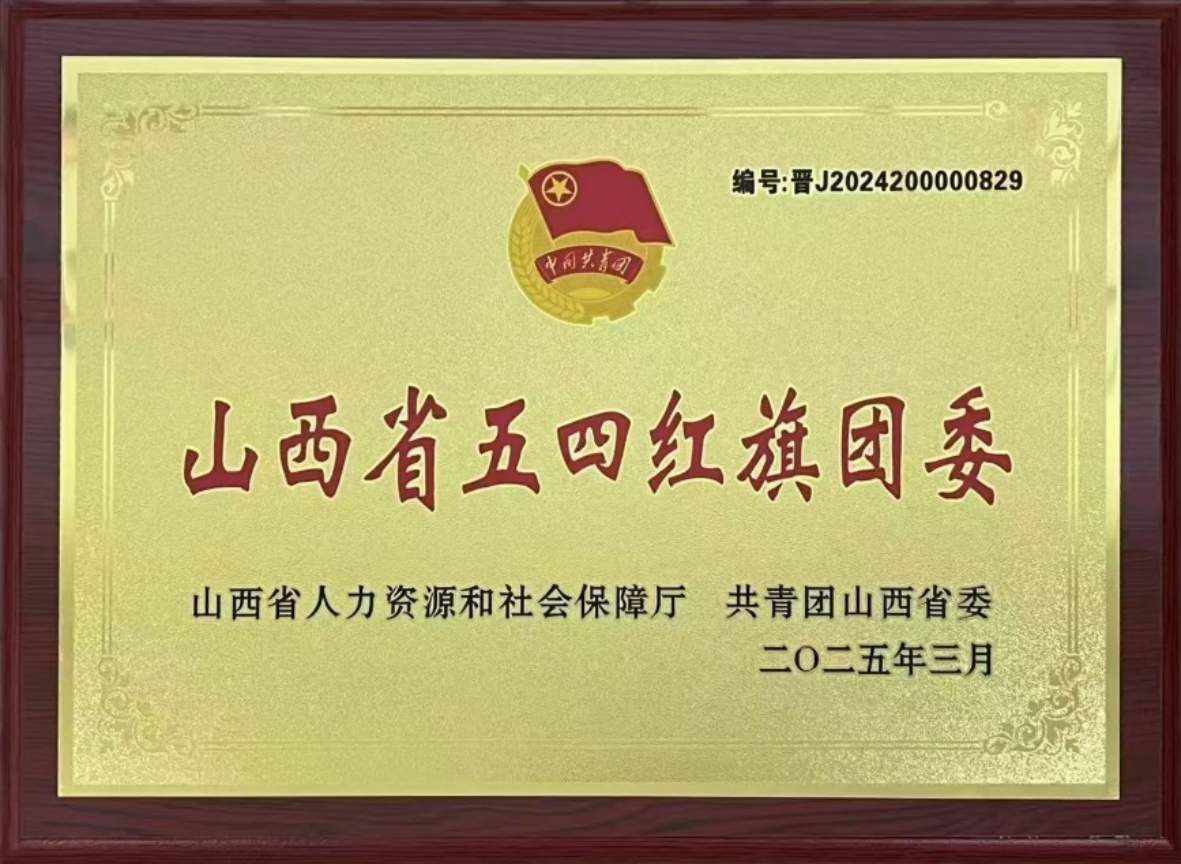 编号:晋J2024200000829
中国共青团
山西省五四红旗团委
山西省人力资源和社会保障厅 共青团山西省委
二〇二五年三月